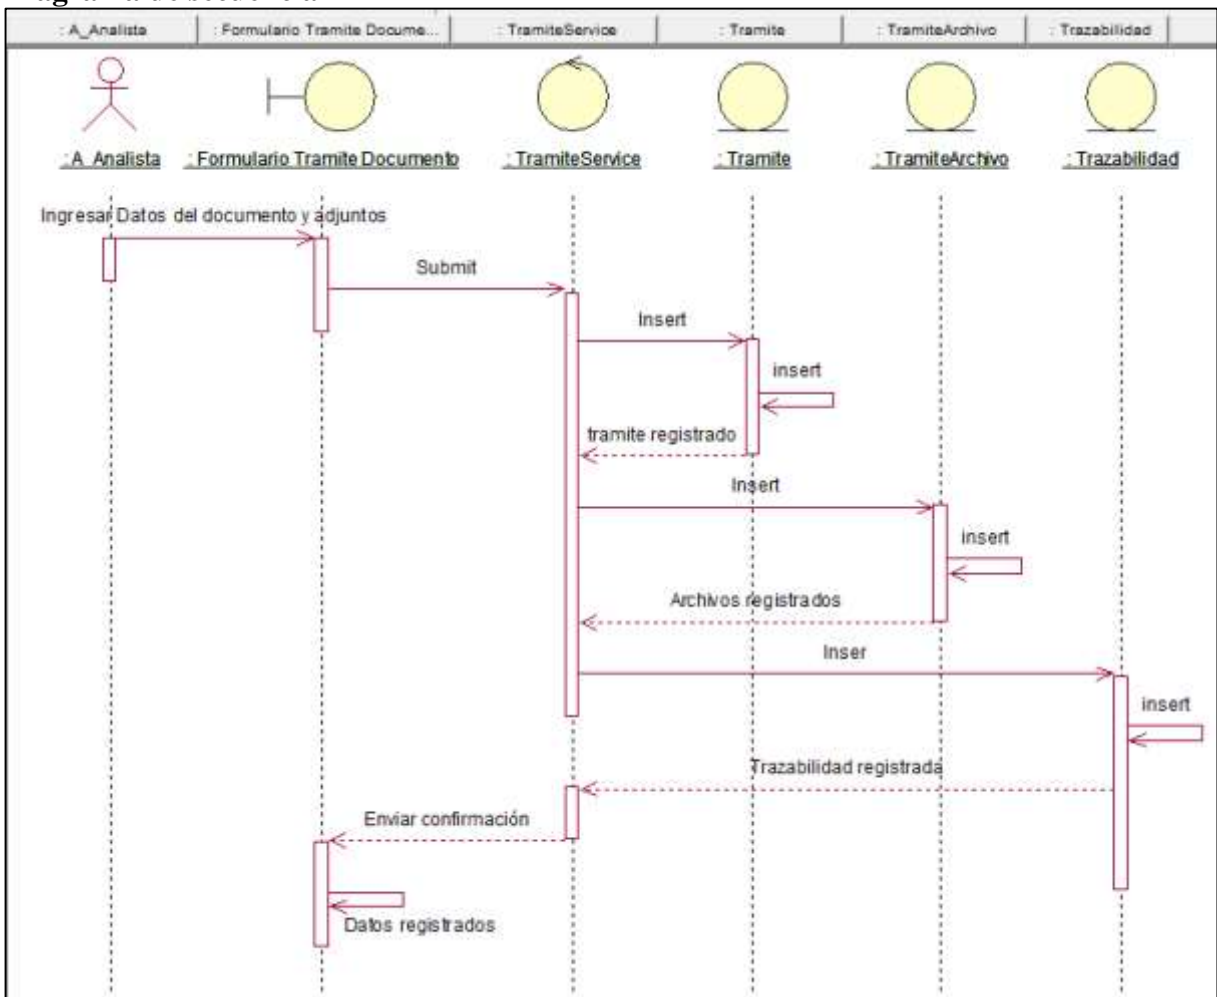 Diagrama de secuencia
: A_Analista
: Formulario Tramite Docume...
: TramiteService
: Tramite
: TramiteArchivo
: Trazabilidad
: A_Analista
: Formulario Tramite Documento
: TramiteService
: Tramite
: TramiteArchivo
: Trazabilidad
Ingresar Datos del documento y adjuntos
Submit
Insert
insert
tramite registrado
Insert
insert
Archivos registrados
Inser
insert
Trazabilidad registrada
Enviar confirmación
Datos registrados